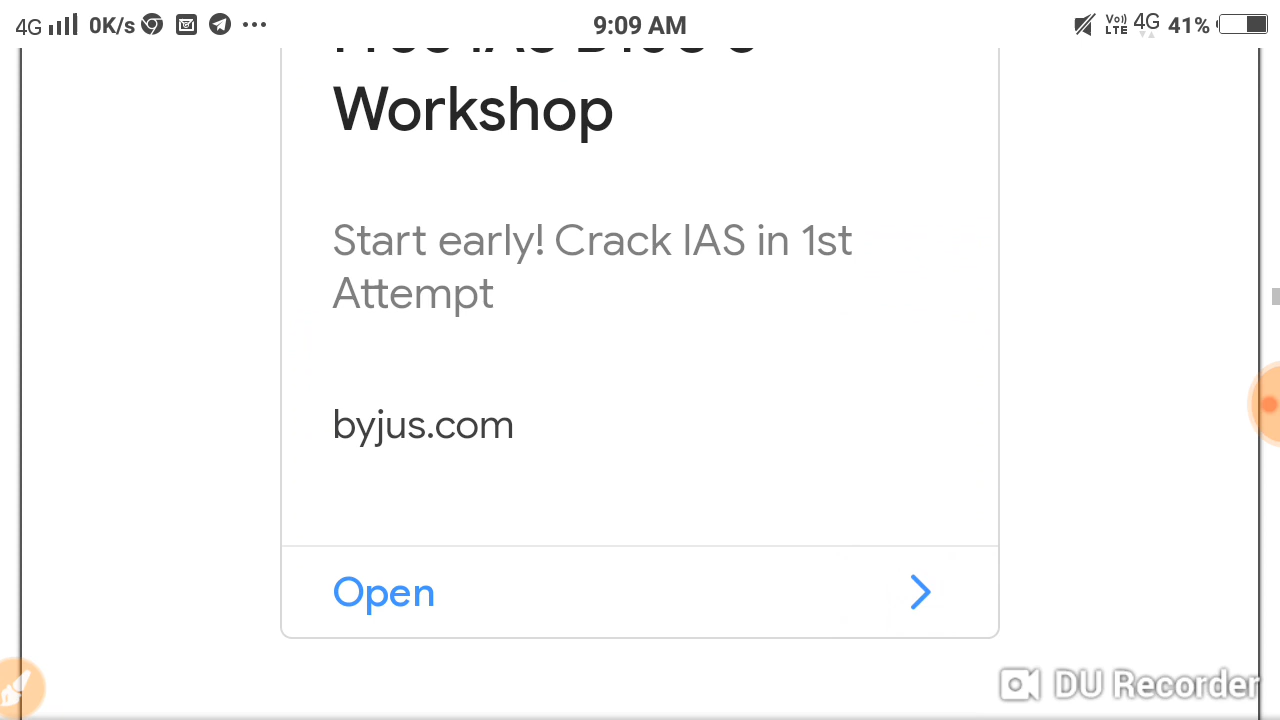 4G 0K/s 9:09 AM Vo) LTE 4G 41%
Workshop
Start early! Crack IAS in 1st
Attempt
byjus.com
Open
DU Recorder